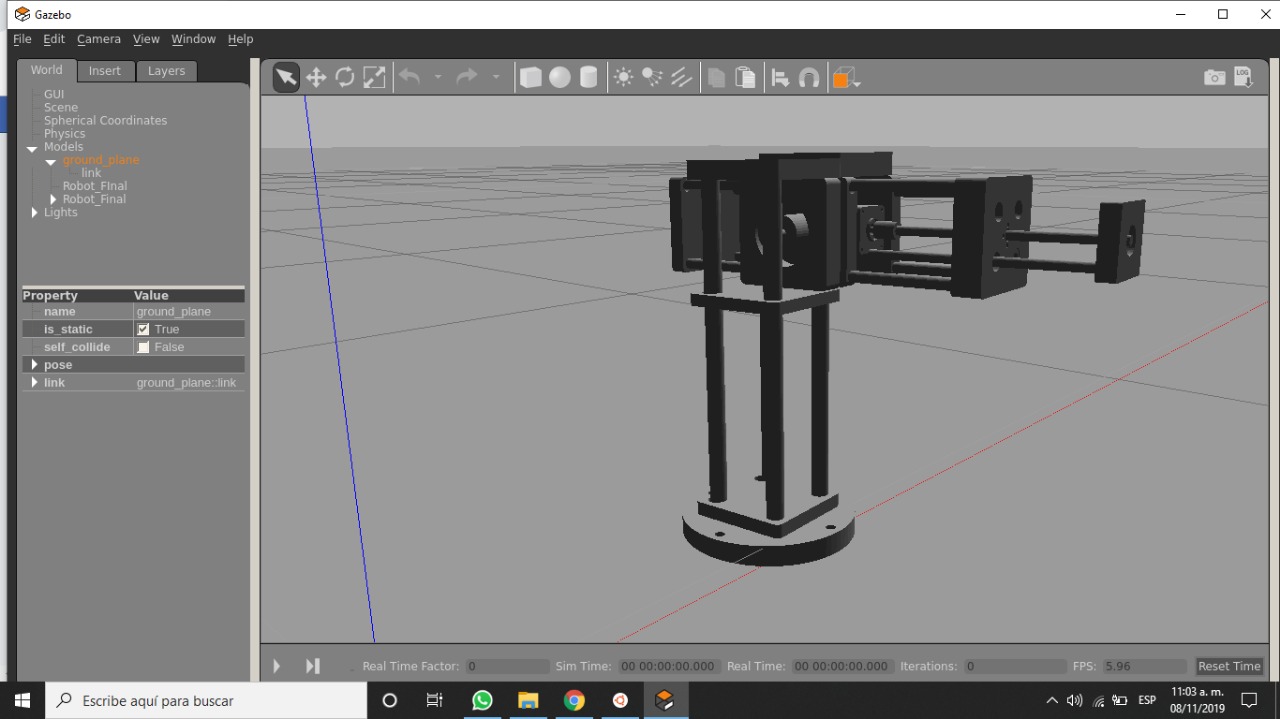 Gazebo
File Edit Camera View Window Help
World Insert Layers
GUI
Scene
Spherical Coordinates
Physics
Models
ground_plane
link
Robot_FInal
Robot_Final
Lights
Property Value
name ground_plane
is_static True
self_collide False
pose
link ground_plane::link
LOG
Real Time Factor: 0 Sim Time: 00 00:00:00.000 Real Time: 00 00:00:00.000 Iterations: 0 FPS: 5.96 Reset Time
Escribe aquí para buscar
ESP
11:03 a. m.
08/11/2019